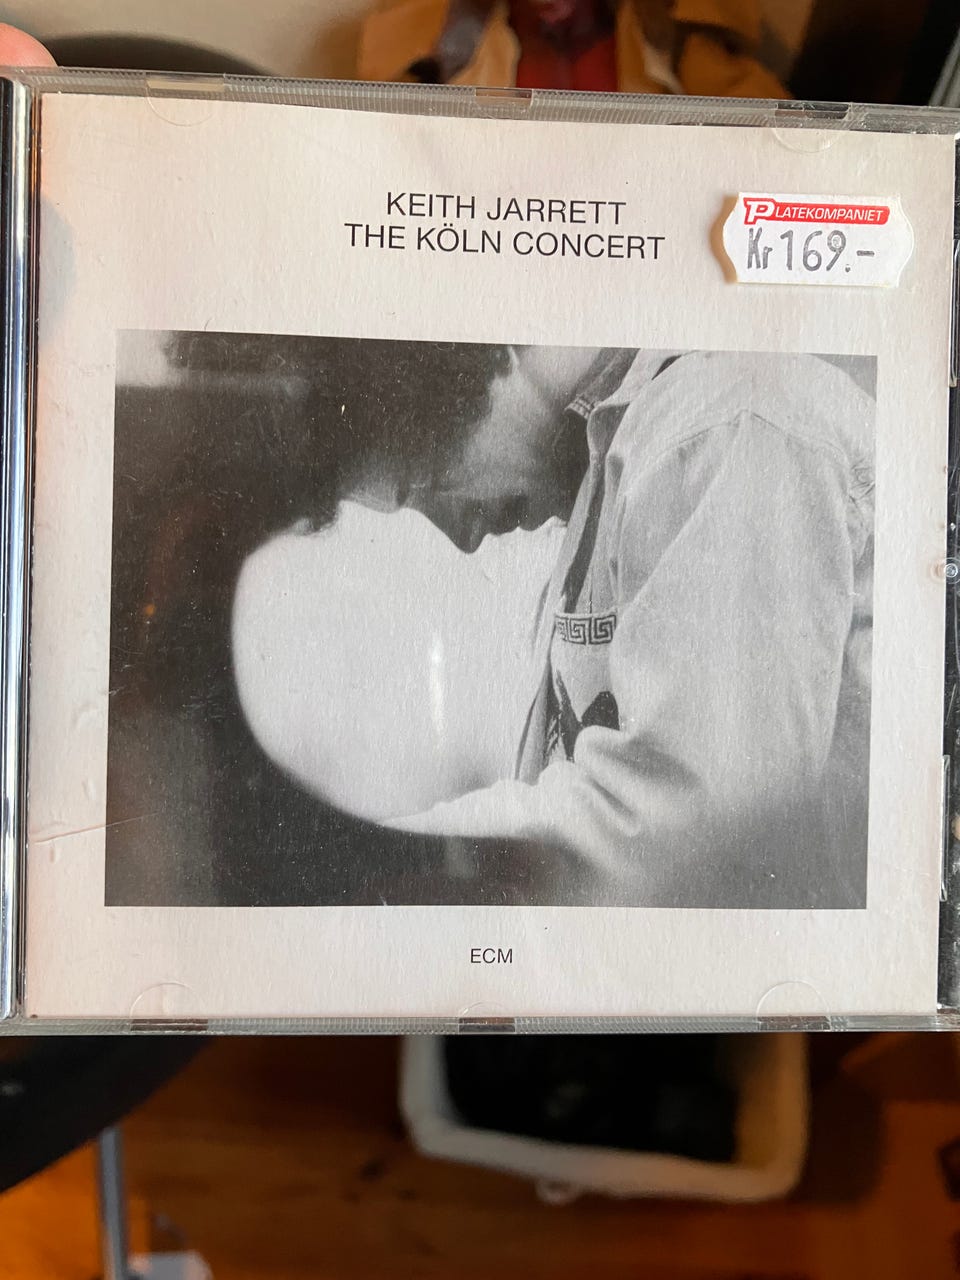 KEITH JARRETT
THE KÖLN CONCERT
PLATEKOMPANIET
Kr 169.-
ECM